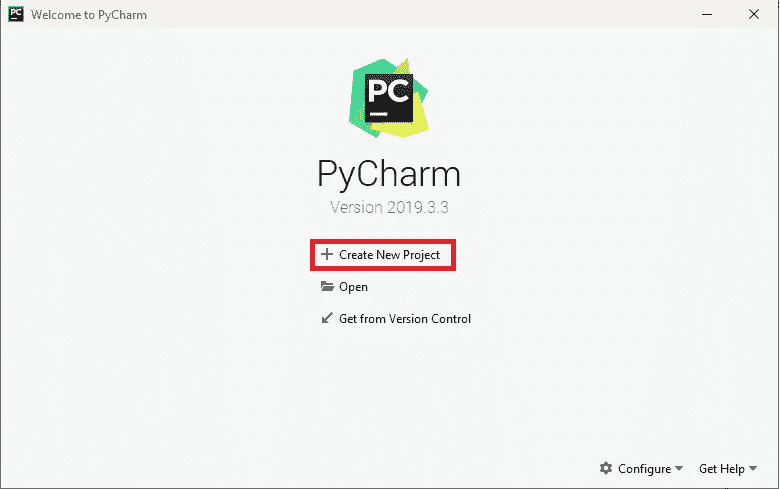 Welcome to PyCharm
PC
PyCharm
Version 2019.3.3
Create New Project
Open
Get from Version Control
Configure Get Help